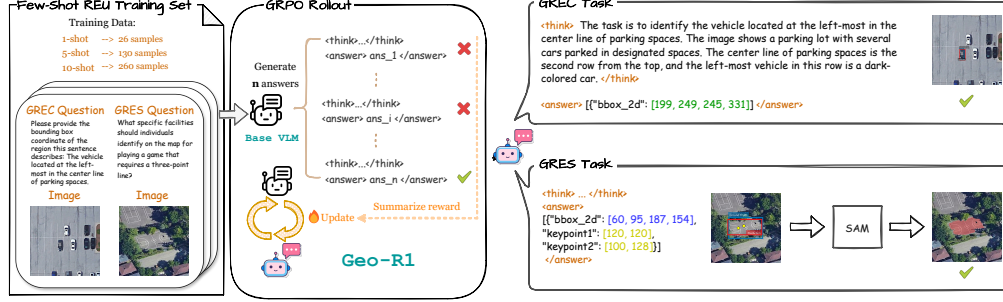 Few-Shot REU Training Set
Training Data:
1-shot --> 26 samples
5-shot --> 130 samples
10-shot --> 260 samples
GREC Question
Please provide the
bounding box
coordinate of the
region this sentence
describes: The vehicle
located at the left-
most in the center line
of parking spaces.
Image
GRES Question
What specific facilities
should individuals
identify on the map for
playing a game that
requires a three-point
line?
Image
GRPO Rollout
Generate
n answers
Base VLM
<think>...</think>
<answer> ans_1 </answer>
<think>...</think>
<answer> ans_i </answer>
<think>...</think>
<answer> ans_n </answer>
Summarize reward
Update
Geo-R1
GREC Task
<think> The task is to identify the vehicle located at the left-most in the
center line of parking spaces. The image shows a parking lot with several
cars parked in designated spaces. The center line of parking spaces is the
second row from the top, and the left-most vehicle in this row is a dark-
colored car. </think>
<answer> [{"bbox_2d": [199, 249, 245, 331]] </answer>
GRES Task
<think> ... </think>
<answer>
[{"bbox_2d": [60, 95, 187, 154],
"keypoint1": [120, 120],
"keypoint2": [100, 128]}]
</answer>
SAM